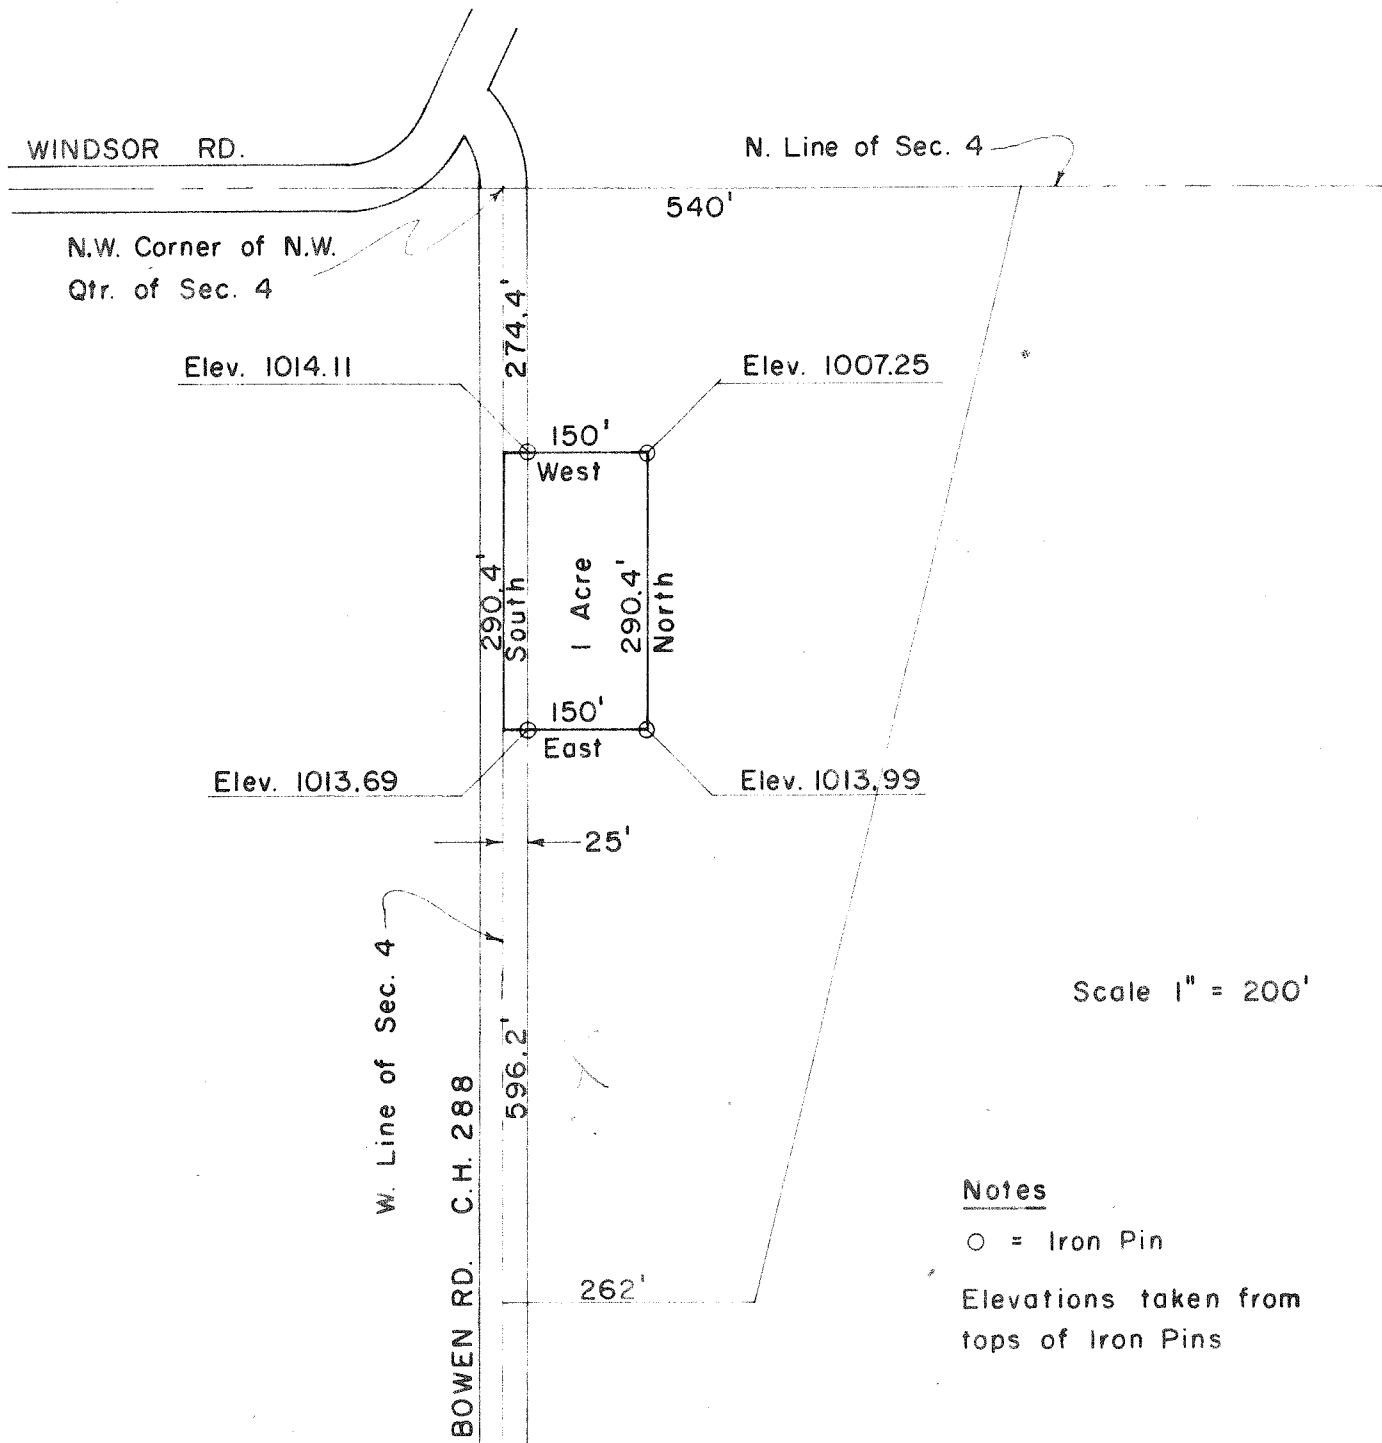 WINDSOR RD.
N. Line of Sec. 4
540'
N.W. Corner of N.W.
Qtr. of Sec. 4
274.4'
Elev. 1014.11
Elev. 1007.25
150'
West
290.4'
South
1 Acre
290.4'
North
150'
East
Elev. 1013.69
Elev. 1013.99
25'
W. Line of Sec. 4
596.2'
Scale 1" = 200'
BOWEN RD. C.H. 288
262'
Notes
O = Iron Pin
Elevations taken from
tops of Iron Pins